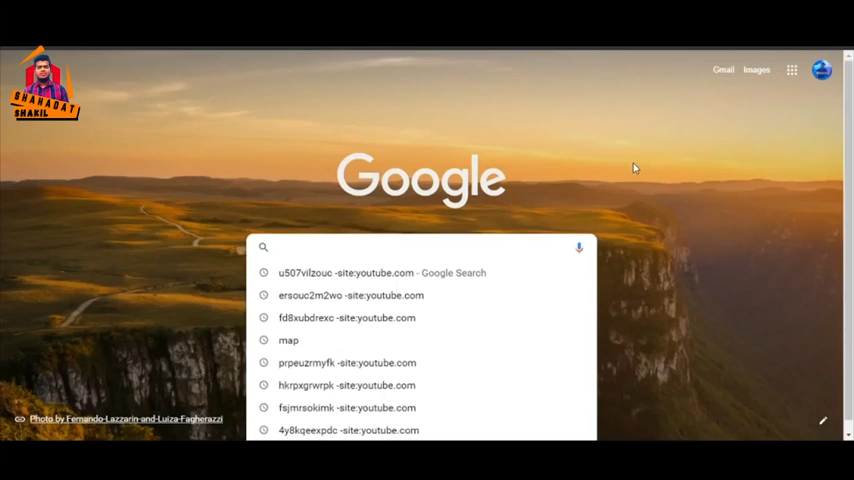 SHAHADAT
SHAKIL
Gmail Images
Google
u507vilzouc -site:youtube.com - Google Search
ersouc2m2wo -site:youtube.com
fd8xubdrexc -site:youtube.com
map
prpeuzrmyfk -site:youtube.com
hkrpxgrwrpk -site:youtube.com
fsjmrsokimk -site:youtube.com
4y8kqeexpdc -site:youtube.com
Photo by Fernando-Lazzarin-and-Luiza-Fagherazzi